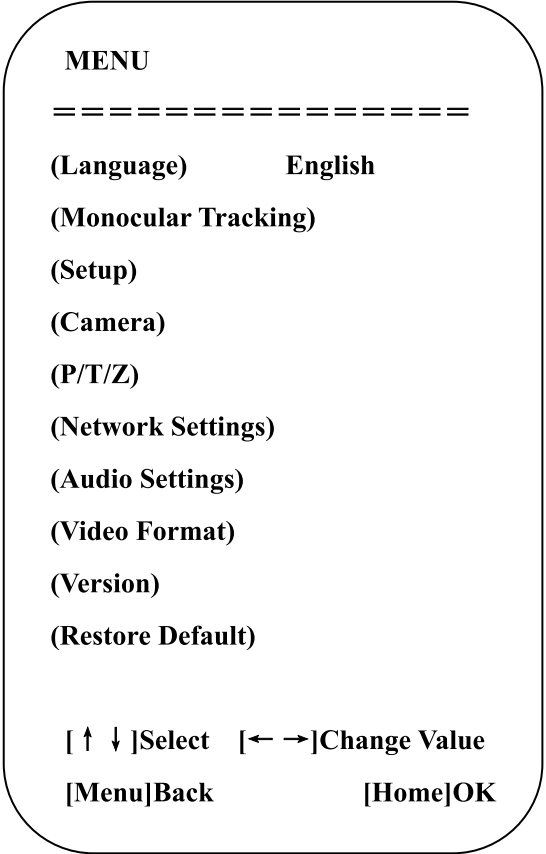 MENU
===============
(Language) English
(Monocular Tracking)
(Setup)
(Camera)
(P/T/Z)
(Network Settings)
(Audio Settings)
(Video Format)
(Version)
(Restore Default)
[↑ ↓]Select [← →]Change Value
[Menu]Back [Home]OK